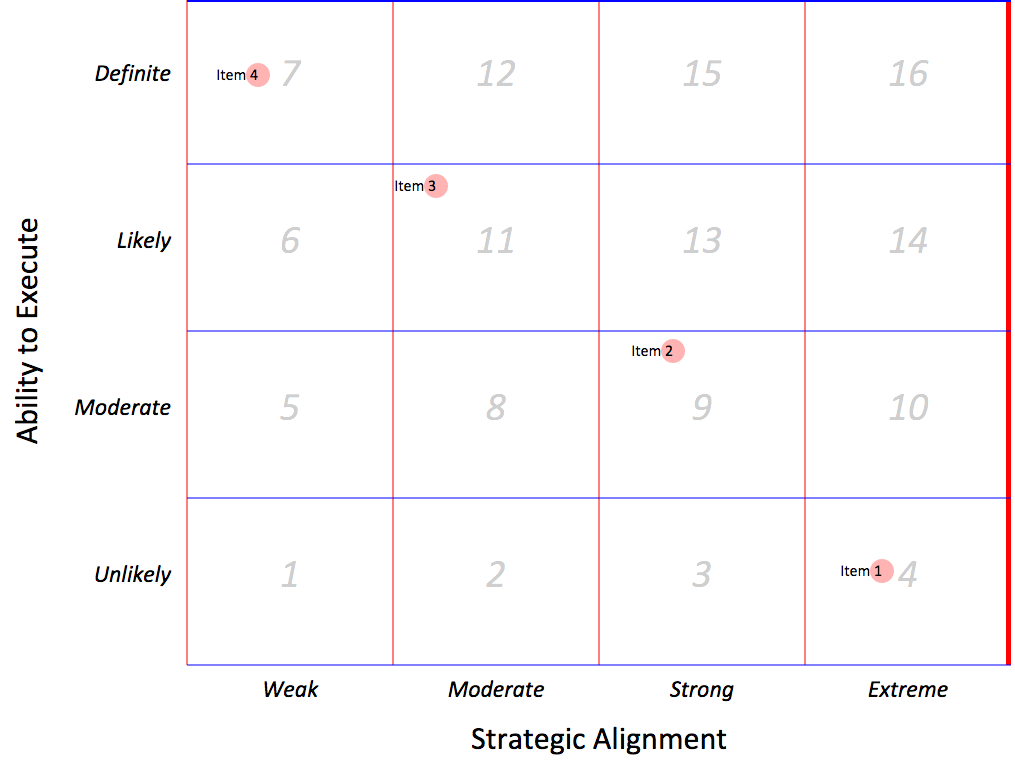 Definite
Item 4
7
12
15
16
Item 3
Likely
6
11
13
14
Ability to Execute
Item 2
Moderate
5
8
9
10
Unlikely
1
2
3
Item 1
4
Weak
Moderate
Strong
Extreme
Strategic Alignment